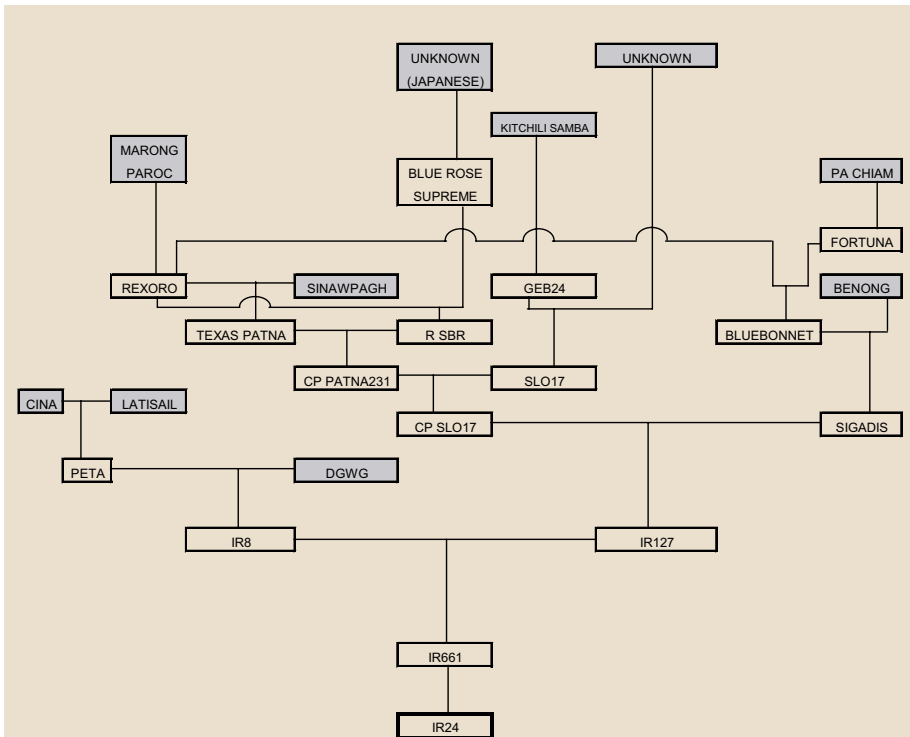 UNKNOWN
(JAPANESE)
UNKNOWN
KITCHILI SAMBA
MARONG
PAROC
BLUE ROSE
SUPREME
PA CHIAM
FORTUNA
REXORO
SINAWPAGH
GEB24
BENONG
TEXAS PATNA
R SBR
BLUEBONNET
CP PATNA231
SLO17
CINA
LATISAIL
CP SLO17
SIGADIS
PETA
DGWG
IR8
IR127
IR661
IR24